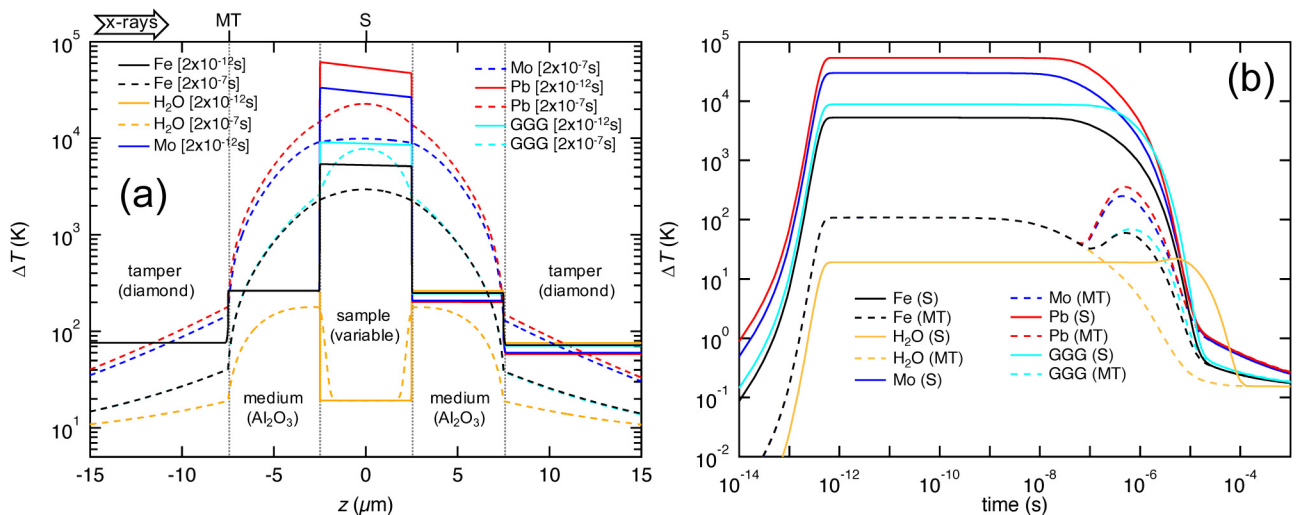 x-rays MT S
10⁵
10⁴
10³
10²
10¹
ΔT (K)
Fe [2x10⁻¹²s]
Fe [2x10⁻⁷s]
H₂O [2x10⁻¹²s]
H₂O [2x10⁻⁷s]
Mo [2x10⁻¹²s]
Mo [2x10⁻⁷s]
Pb [2x10⁻¹²s]
Pb [2x10⁻⁷s]
GGG [2x10⁻¹²s]
GGG [2x10⁻⁷s]
(a)
tamper
(diamond)
medium
(Al₂O₃)
sample
(variable)
medium
(Al₂O₃)
tamper
(diamond)
-15 -10 -5 0 5 10 15
z (µm)
(b)
10⁵
10⁴
10³
10²
10¹
10⁰
10⁻¹
10⁻²
ΔT (K)
Fe (S)
Fe (MT)
H₂O (S)
H₂O (MT)
Mo (S)
Mo (MT)
Pb (S)
Pb (MT)
GGG (S)
GGG (MT)
10⁻¹⁴ 10⁻¹² 10⁻¹⁰ 10⁻⁸ 10⁻⁶ 10⁻⁴
time (s)